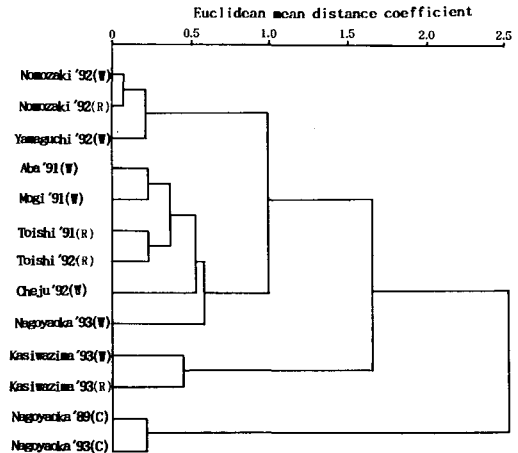 Euclidean mean distance coefficient
0 0.5 1.0 1.5 2.0 2.5
Nomozaki '92(W)
Nomozaki '92(R)
Yamaguchi '92(W)
Aba '91(W)
Mogi '91(W)
Toishi '91(R)
Toishi '92(R)
Cheju '92(W)
Nagoyaoka '93(W)
Kasiwazima '93(W)
Kasiwazima '93(R)
Nagoyaoka '89(C)
Nagoyaoka '93(C)